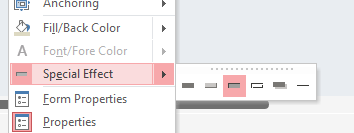 Anchoring
Fill/Back Color
A Font/Fore Color
Special Effect
Form Properties
Properties